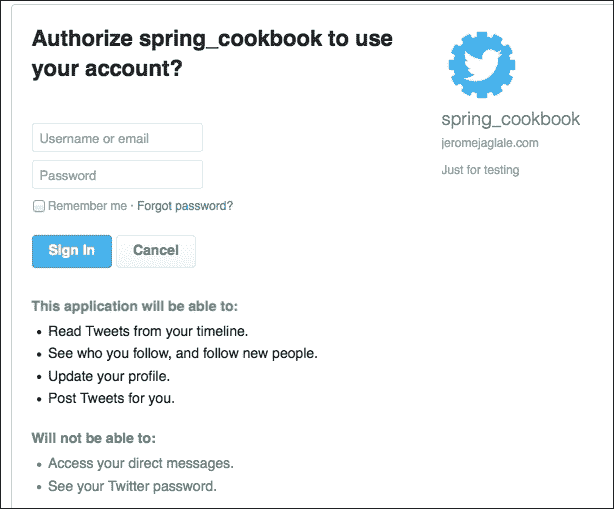 Authorize spring_cookbook to use
your account?
spring_cookbook
jeromejaglale.com
Just for testing
Username or email
Password
Remember me · Forgot password?
Sign In
Cancel
This application will be able to:
• Read Tweets from your timeline.
• See who you follow, and follow new people.
• Update your profile.
• Post Tweets for you.
Will not be able to:
• Access your direct messages.
• See your Twitter password.